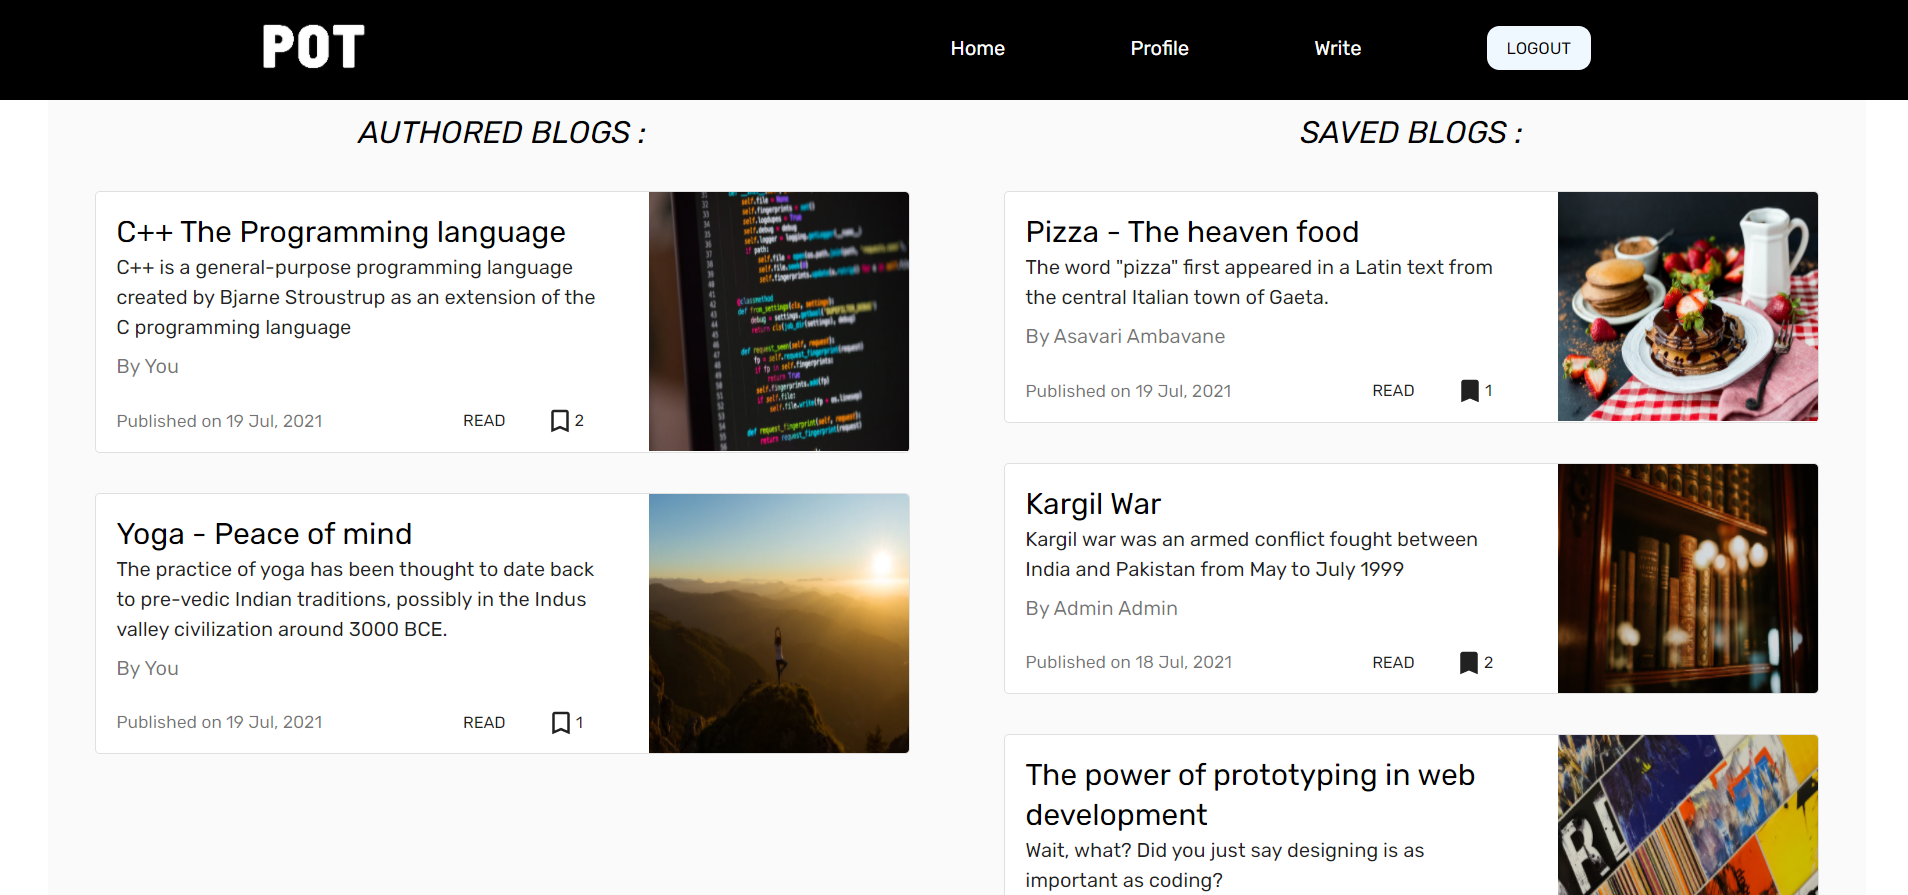 POT
Home
Profile
Write
LOGOUT
AUTHORED BLOGS :
C++ The Programming language
C++ is a general-purpose programming language
created by Bjarne Stroustrup as an extension of the
C programming language
By You
Published on 19 Jul, 2021
READ
2
Yoga - Peace of mind
The practice of yoga has been thought to date back
to pre-vedic Indian traditions, possibly in the Indus
valley civilization around 3000 BCE.
By You
Published on 19 Jul, 2021
READ
1
SAVED BLOGS :
Pizza - The heaven food
The word "pizza" first appeared in a Latin text from
the central Italian town of Gaeta.
By Asavari Ambavane
Published on 19 Jul, 2021
READ
1
Kargil War
Kargil war was an armed conflict fought between
India and Pakistan from May to July 1999
By Admin Admin
Published on 18 Jul, 2021
READ
2
The power of prototyping in web
development
Wait, what? Did you just say designing is as
important as coding?